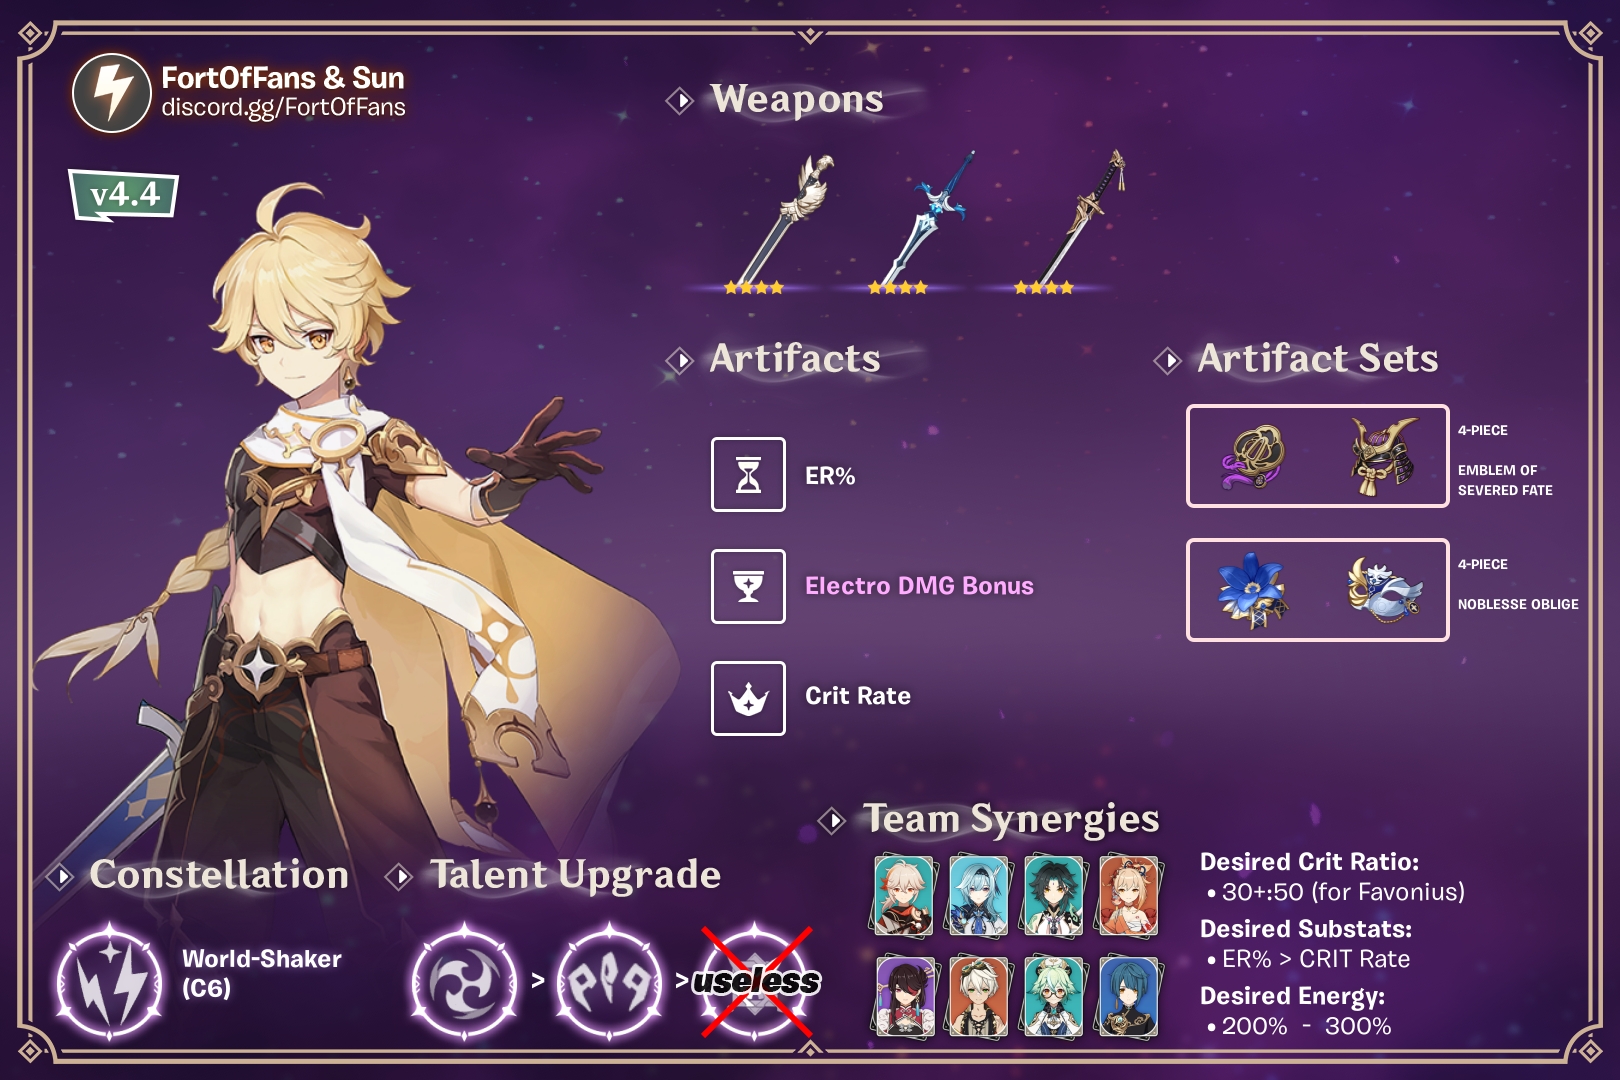 FortOfFans & Sun
discord.gg/FortOfFans
v4.4
Weapons
Artifacts
ER%
Electro DMG Bonus
Crit Rate
Artifact Sets
4-PIECE
EMBLEM OF
SEVERED FATE
4-PIECE
NOBLESSE OBLIGE
Constellation
World-Shaker
(C6)
Talent Upgrade
>
>
useless
Team Synergies
Desired Crit Ratio:
• 30+:50 (for Favonius)
Desired Substats:
• ER% > CRIT Rate
Desired Energy:
• 200% - 300%